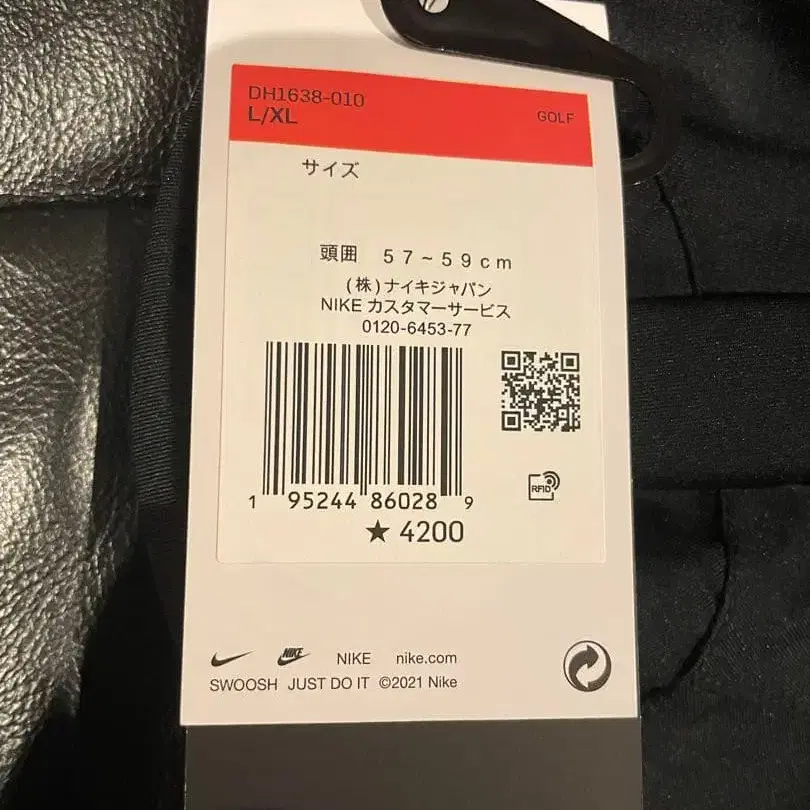 DH1638-010
L/XL
GOLF
サイズ
頭囲 57~59cm
(株)ナイキジャパン
NIKE カスタマーサービス
0120-6453-77
RFID
1 95244 86028 9
★ 4200
NIKE NIKE nike.com
SWOOSH JUST DO IT ©2021 Nike